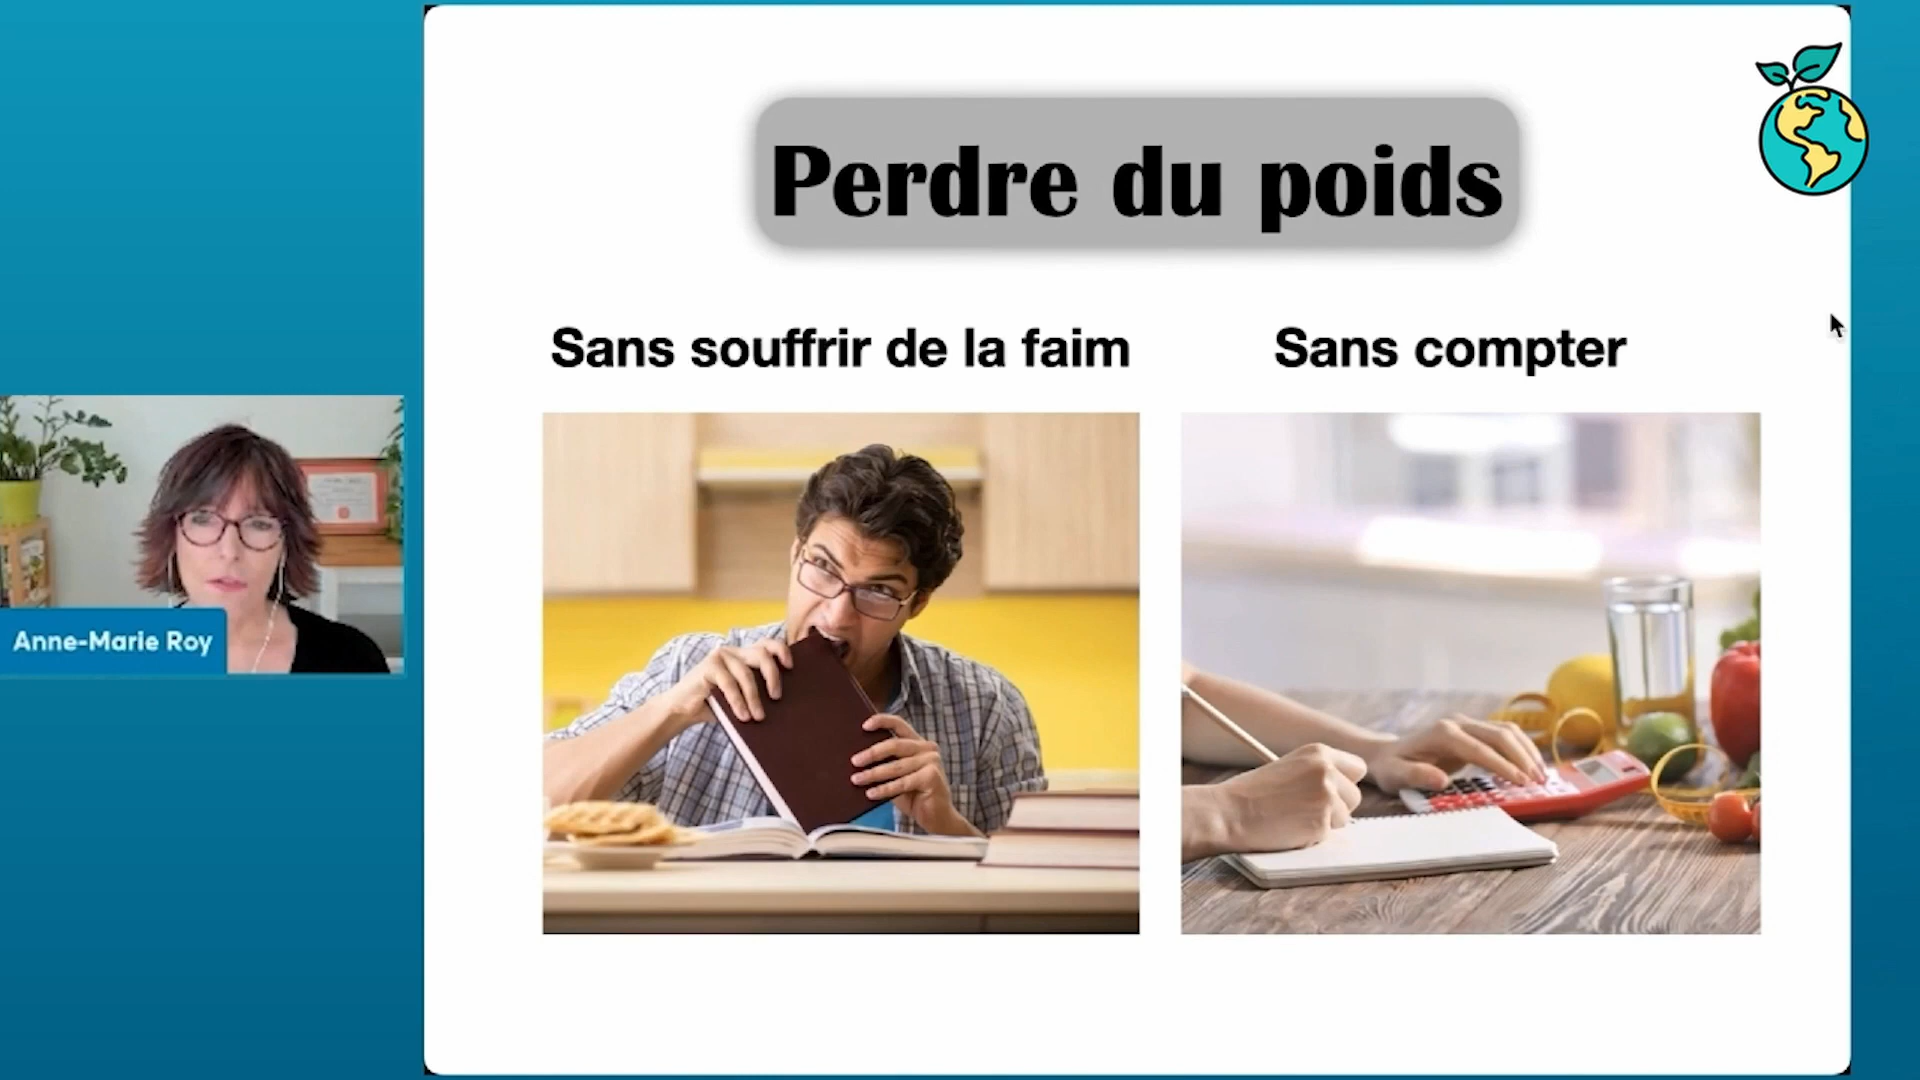 Perdre du poids
Sans souffrir de la faim
Sans compter
Anne-Marie Roy